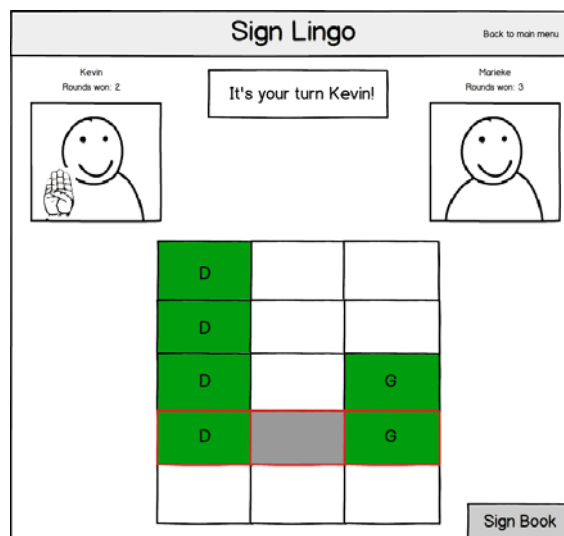 Sign Lingo
Back to main menu
Kevin
Rounds won: 2
It's your turn Kevin!
Marieke
Rounds won: 3
D
D
D G
D G
Sign Book